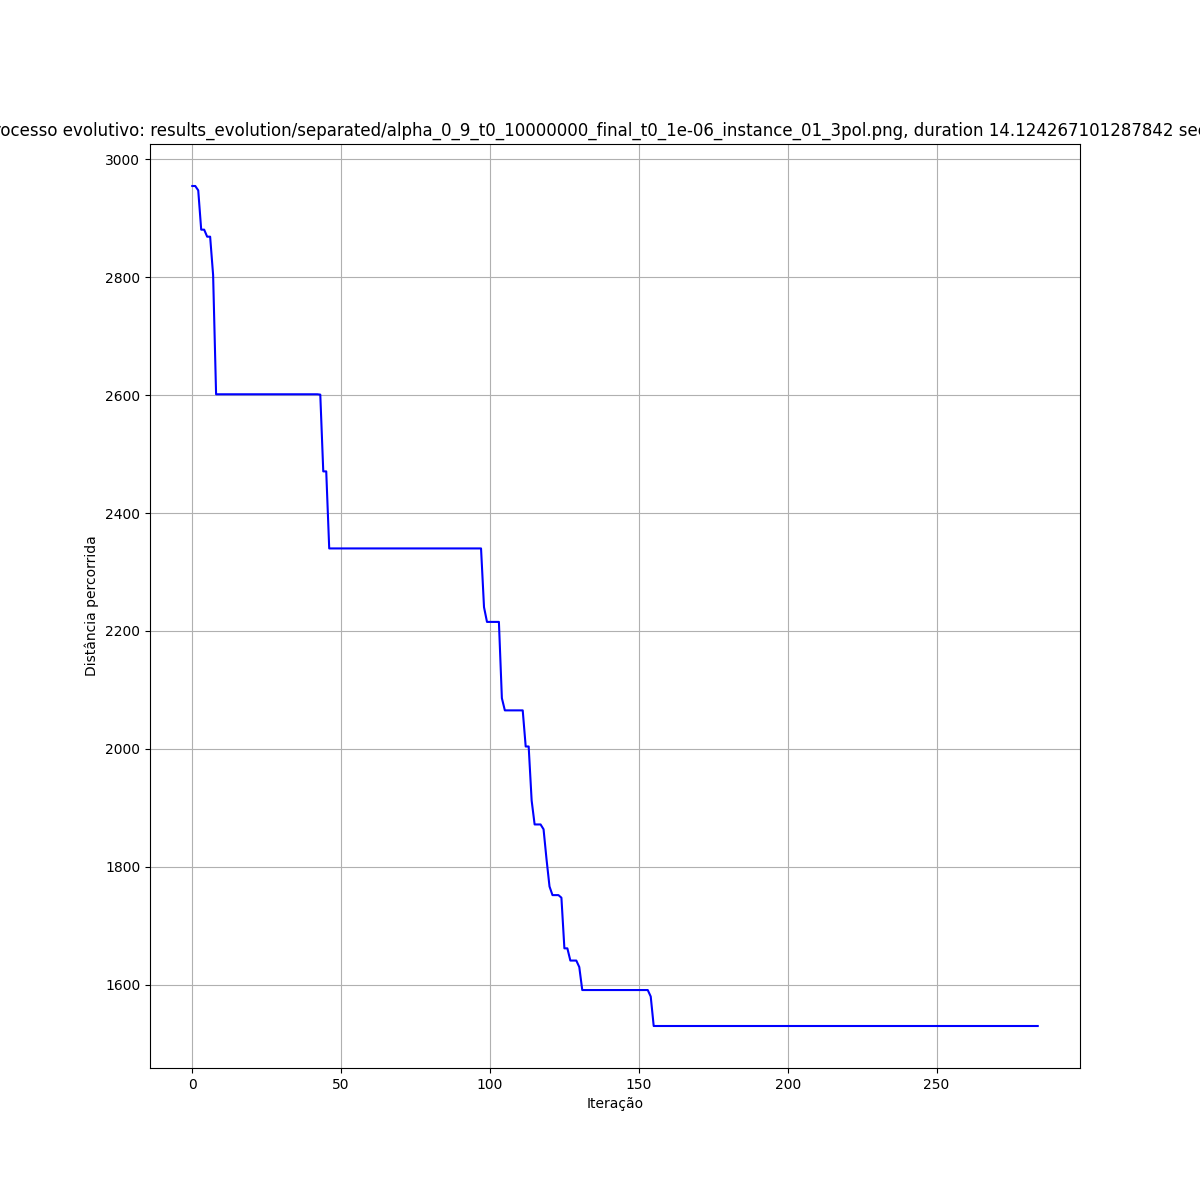 ocesso evolutivo: results_evolution/separated/alpha_0_9_t0_10000000_final_t0_1e-06_instance_01_3pol.png, duration 14.124267101287842 sec
3000
2800
2600
2400
2200
2000
1800
1600
Distância percorrida
0 50 100 150 200 250
Iteração